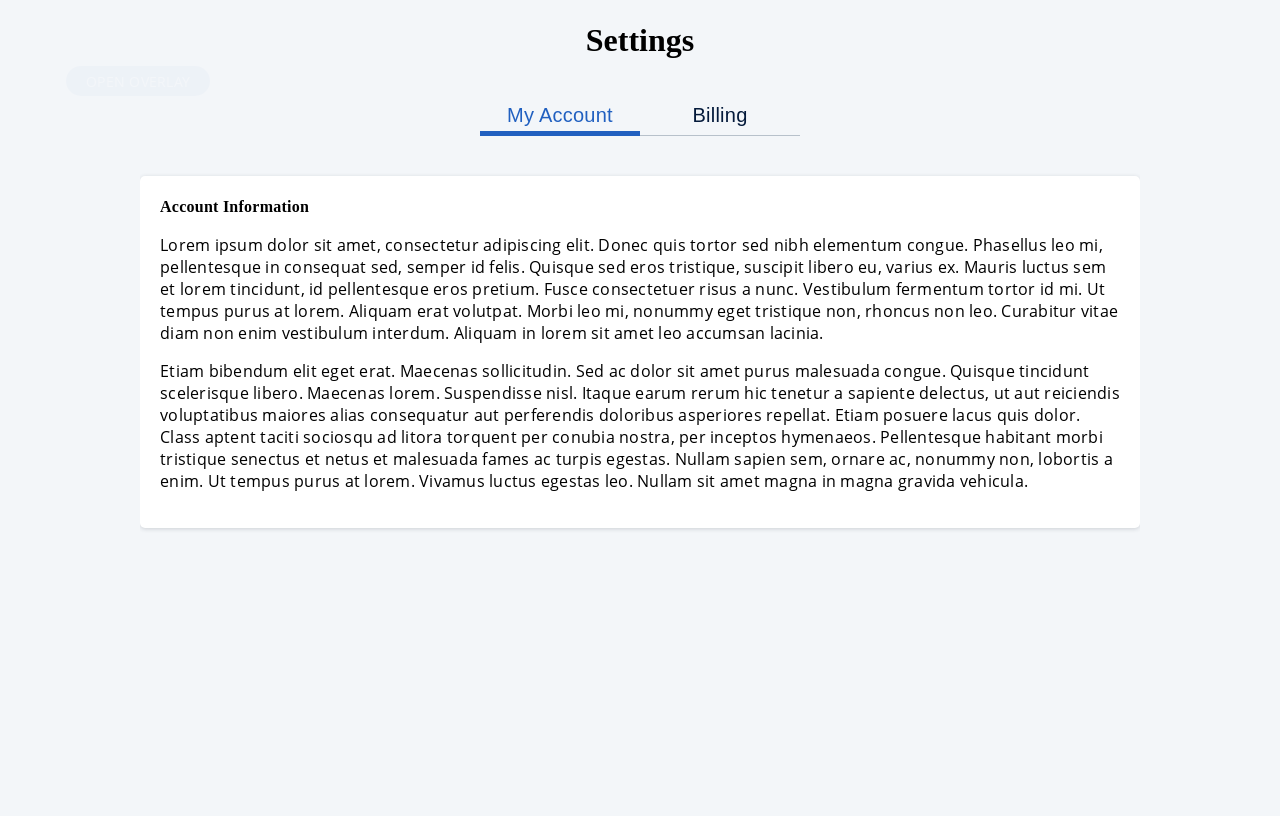 Settings
OPEN OVERLAY
My Account
Billing
Account Information
Lorem ipsum dolor sit amet, consectetur adipiscing elit. Donec quis tortor sed nibh elementum congue. Phasellus leo mi,
pellentesque in consequat sed, semper id felis. Quisque sed eros tristique, suscipit libero eu, varius ex. Mauris luctus sem
et lorem tincidunt, id pellentesque eros pretium. Fusce consectetuer risus a nunc. Vestibulum fermentum tortor id mi. Ut
tempus purus at lorem. Aliquam erat volutpat. Morbi leo mi, nonummy eget tristique non, rhoncus non leo. Curabitur vitae
diam non enim vestibulum interdum. Aliquam in lorem sit amet leo accumsan lacinia.
Etiam bibendum elit eget erat. Maecenas sollicitudin. Sed ac dolor sit amet purus malesuada congue. Quisque tincidunt
scelerisque libero. Maecenas lorem. Suspendisse nisl. Itaque earum rerum hic tenetur a sapiente delectus, ut aut reiciendis
voluptatibus maiores alias consequatur aut perferendis doloribus asperiores repellat. Etiam posuere lacus quis dolor.
Class aptent taciti sociosqu ad litora torquent per conubia nostra, per inceptos hymenaeos. Pellentesque habitant morbi
tristique senectus et netus et malesuada fames ac turpis egestas. Nullam sapien sem, ornare ac, nonummy non, lobortis a
enim. Ut tempus purus at lorem. Vivamus luctus egestas leo. Nullam sit amet magna in magna gravida vehicula.